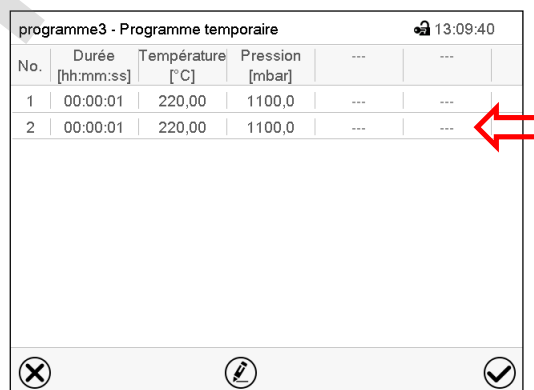 programme3 - Programme temporaire 13:09:40
No. Durée [hh:mm:ss] Température [°C] Pression [mbar] --- ---
1 00:00:01 220,00 1100,0 --- ---
2 00:00:01 220,00 1100,0 --- ---